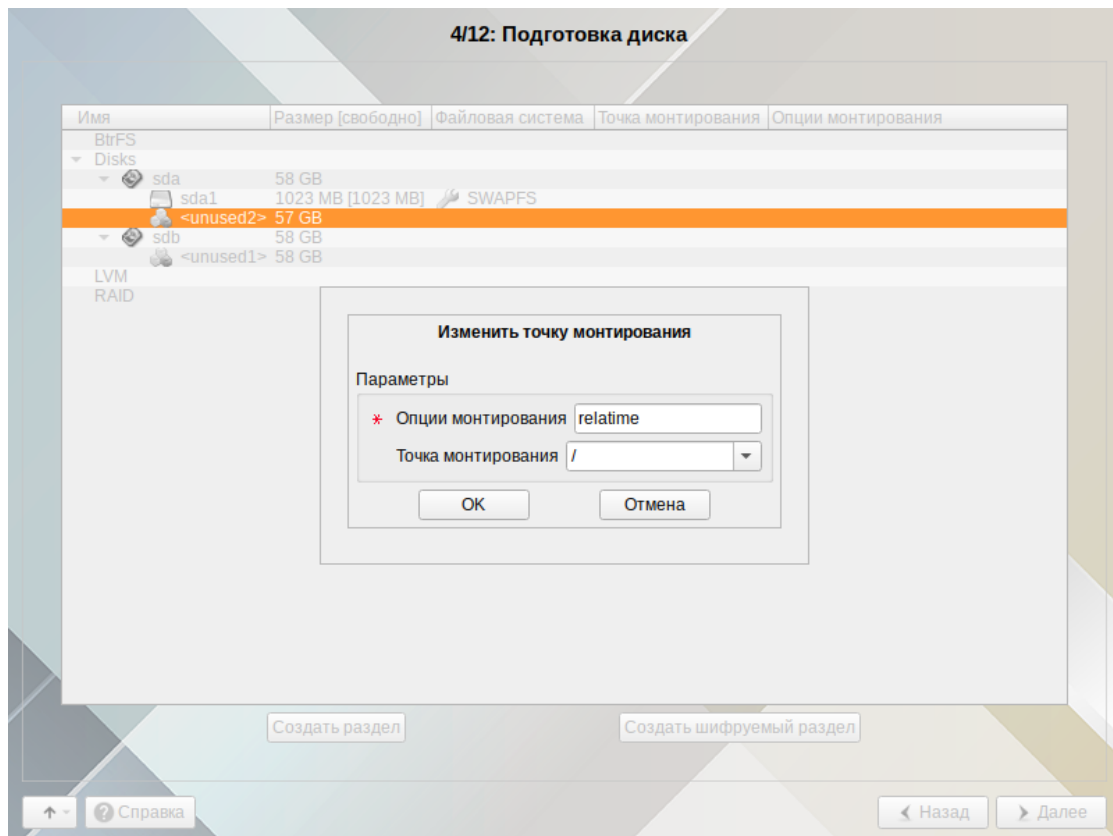 4/12: Подготовка диска
Имя Размер [свободно] Файловая система Точка монтирования Опции монтирования
BtrFS
Disks
sda 58 GB
sda1 1023 MB [1023 MB] SWAPFS
<unused2> 57 GB
sdb 58 GB
<unused1> 58 GB
LVM
RAID
Изменить точку монтирования
Параметры
* Опции монтирования relatime
Точка монтирования /
OK Отмена
Создать раздел Создать шифруемый раздел
Справка Назад Далее